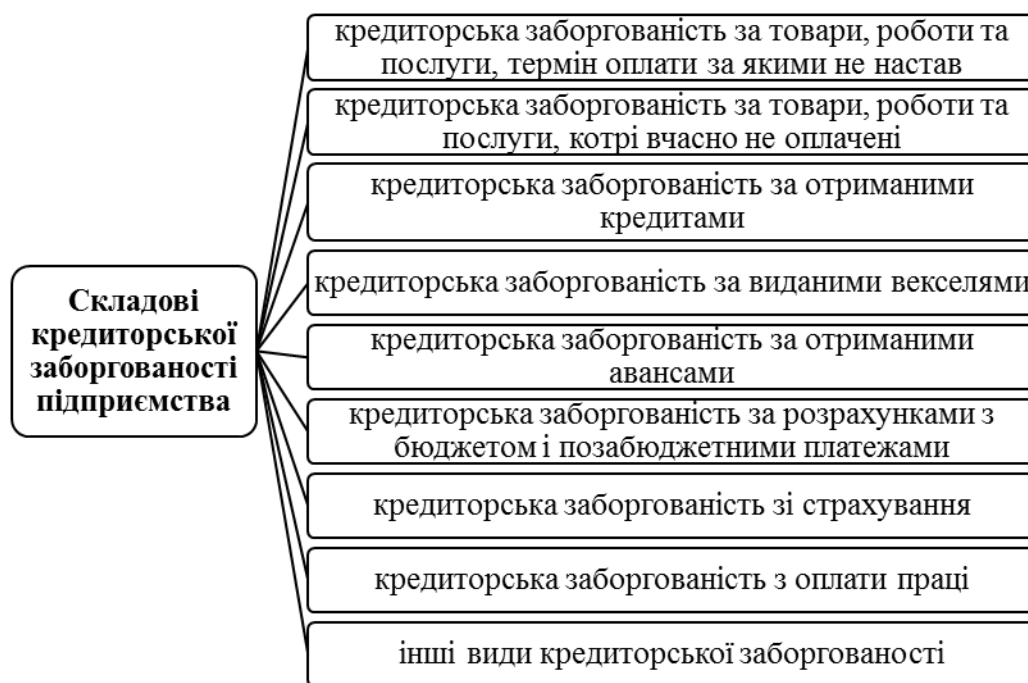 Складові
кредиторської
заборгованості
підприємства
кредиторська заборгованість за товари, роботи та
послуги, термін оплати за якими не настав
кредиторська заборгованість за товари, роботи та
послуги, котрі вчасно не оплачені
кредиторська заборгованість за отриманими
кредитами
кредиторська заборгованість за виданими векселями
кредиторська заборгованість за отриманими
авансами
кредиторська заборгованість за розрахунками з
бюджетом і позабюджетними платежами
кредиторська заборгованість зі страхування
кредиторська заборгованість з оплати праці
інші види кредиторської заборгованості